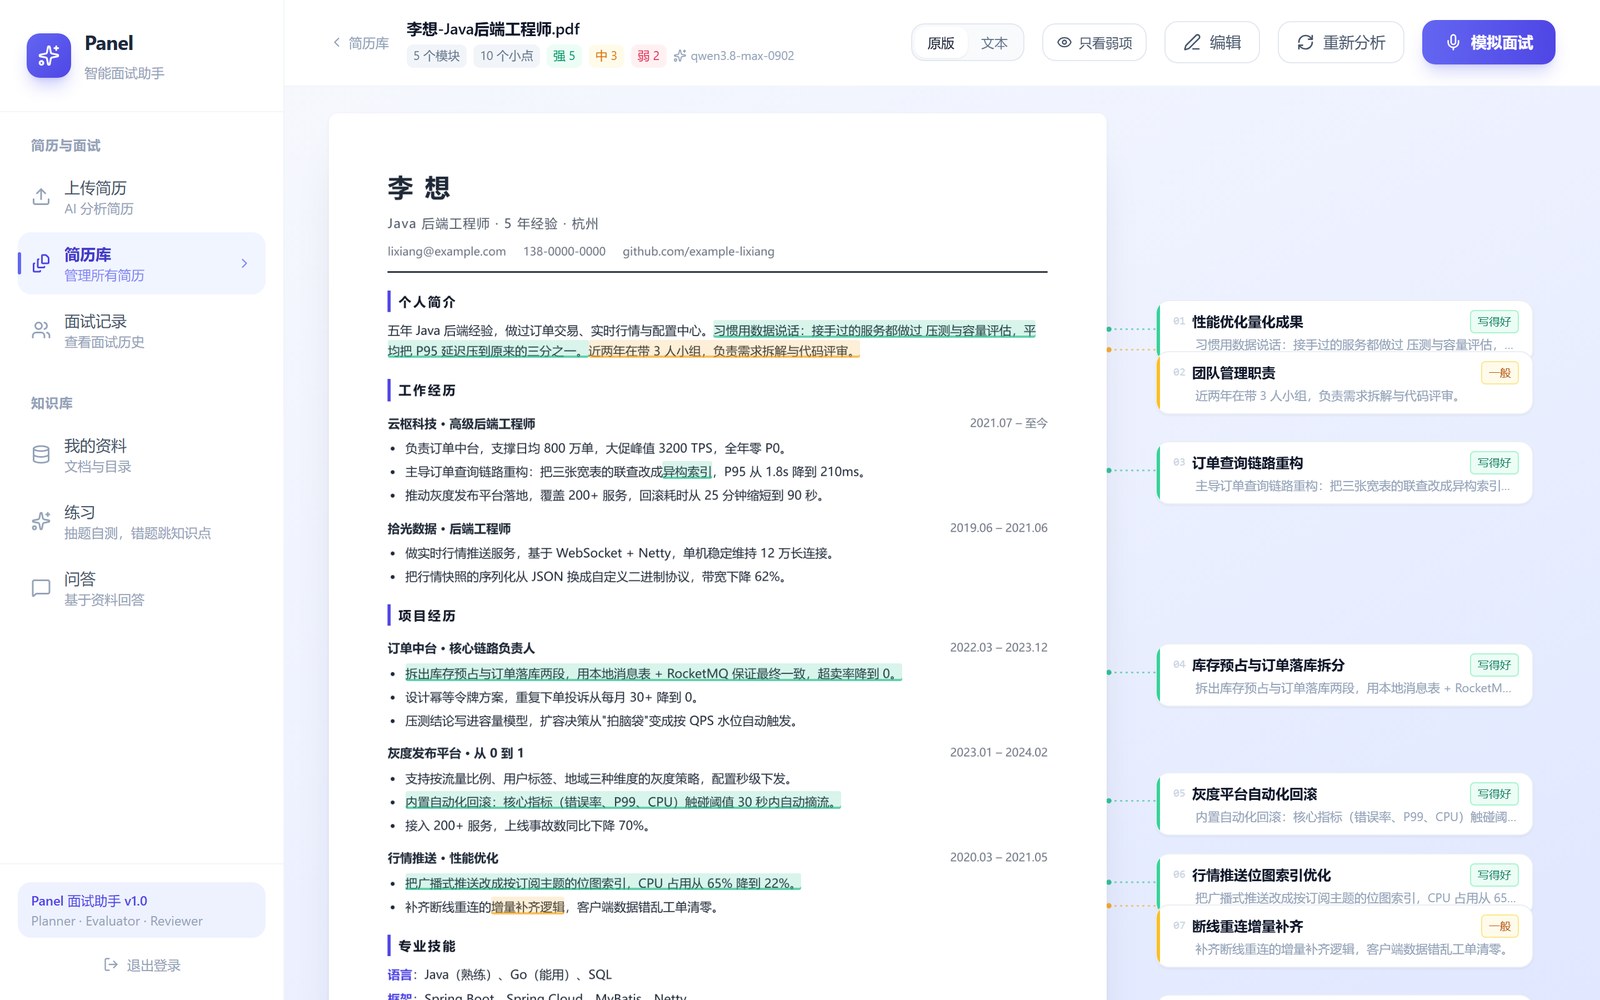 Panel
智能面试助手
简历与面试
上传简历
AI 分析简历
简历库
管理所有简历
面试记录
查看面试历史
知识库
我的资料
文档与目录
练习
抽题自测，错题跳知识点
问答
基于资料回答
Panel 面试助手 v1.0
Planner · Evaluator · Reviewer
退出登录
简历库
李想-Java后端工程师.pdf
5 个模块 10 个小点 强 5 中 3 弱 2 qwen3.8-max-0902
原版 文本
只看弱项
编辑
重新分析
模拟面试
李 想
Java 后端工程师 · 5 年经验 · 杭州
lixiang@example.com 138-0000-0000 github.com/example-lixiang
个人简介
五年 Java 后端经验，做过订单交易、实时行情与配置中心。习惯用数据说话：接手过的服务都做过 压测与容量评估，平
均把 P95 延迟压到原来的三分之一。近两年在带 3 人小组，负责需求拆解与代码评审。
工作经历
云枢科技 · 高级后端工程师 2021.07 – 至今
• 负责订单中台，支撑日均 800 万单，大促峰值 3200 TPS，全年零 P0。
• 主导订单查询链路重构：把三张宽表的联查改成异构索引，P95 从 1.8s 降到 210ms。
• 推动灰度发布平台落地，覆盖 200+ 服务，回滚耗时从 25 分钟缩短到 90 秒。
拾光数据 · 后端工程师 2019.06 – 2021.06
• 做实时行情推送服务，基于 WebSocket + Netty，单机稳定维持 12 万长连接。
• 把行情快照的序列化从 JSON 换成自定义二进制协议，带宽下降 62%。
项目经历
订单中台 · 核心链路负责人 2022.03 – 2023.12
• 拆出库存预占与订单落库两段，用本地消息表 + RocketMQ 保证最终一致，超卖率降到 0。
• 设计幂等令牌方案，重复下单投诉从每月 30+ 降到 0。
• 压测结论写进容量模型，扩容决策从"拍脑袋"变成按 QPS 水位自动触发。
灰度发布平台 · 从 0 到 1 2023.01 – 2024.02
• 支持按流量比例、用户标签、地域三种维度的灰度策略，配置秒级下发。
• 内置自动化回滚：核心指标（错误率、P99、CPU）触碰阈值 30 秒内自动摘流。
• 接入 200+ 服务，上线事故数同比下降 70%。
行情推送 · 性能优化 2020.03 – 2021.05
• 把广播式推送改成按订阅主题的位图索引，CPU 占用从 65% 降到 22%。
• 补齐断线重连的增量补齐逻辑，客户端数据错乱工单清零。
专业技能
语言：Java（熟练）、Go（能用）、SQL
框架：Spring Boot、Spring Cloud、MyBatis、Netty
01 性能优化量化成果 写得好
习惯用数据说话：接手过的服务都做过 压测与容量评估，...
02 团队管理职责 一般
近两年在带 3 人小组，负责需求拆解与代码评审。
03 订单查询链路重构 写得好
主导订单查询链路重构：把三张宽表的联查改成异构索引...
04 库存预占与订单落库拆分 写得好
拆出库存预占与订单落库两段，用本地消息表 + RocketM...
05 灰度平台自动化回滚 写得好
内置自动化回滚：核心指标（错误率、P99、CPU）触碰阈...
06 行情推送位图索引优化 写得好
把广播式推送改成按订阅主题的位图索引，CPU 占用从 65...
07 断线重连增量补齐 一般
补齐断线重连的增量补齐逻辑，客户端数据错乱工单清零。